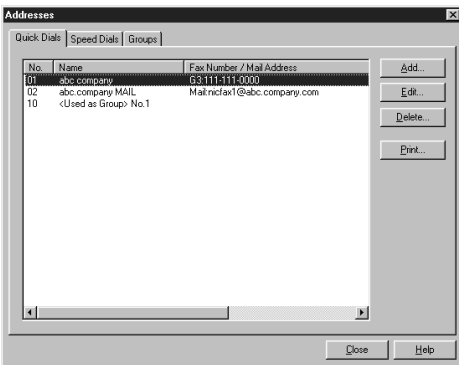 Addresses
Quick Dials Speed Dials Groups
No. Name Fax Number / Mail Address
01 abc company G3:111-111-0000
02 abc.company MAIL Mail:nicfax1@abc.company.com
10 <Used as Group> No.1
Add...
Edit...
Delete...
Print...
Close Help